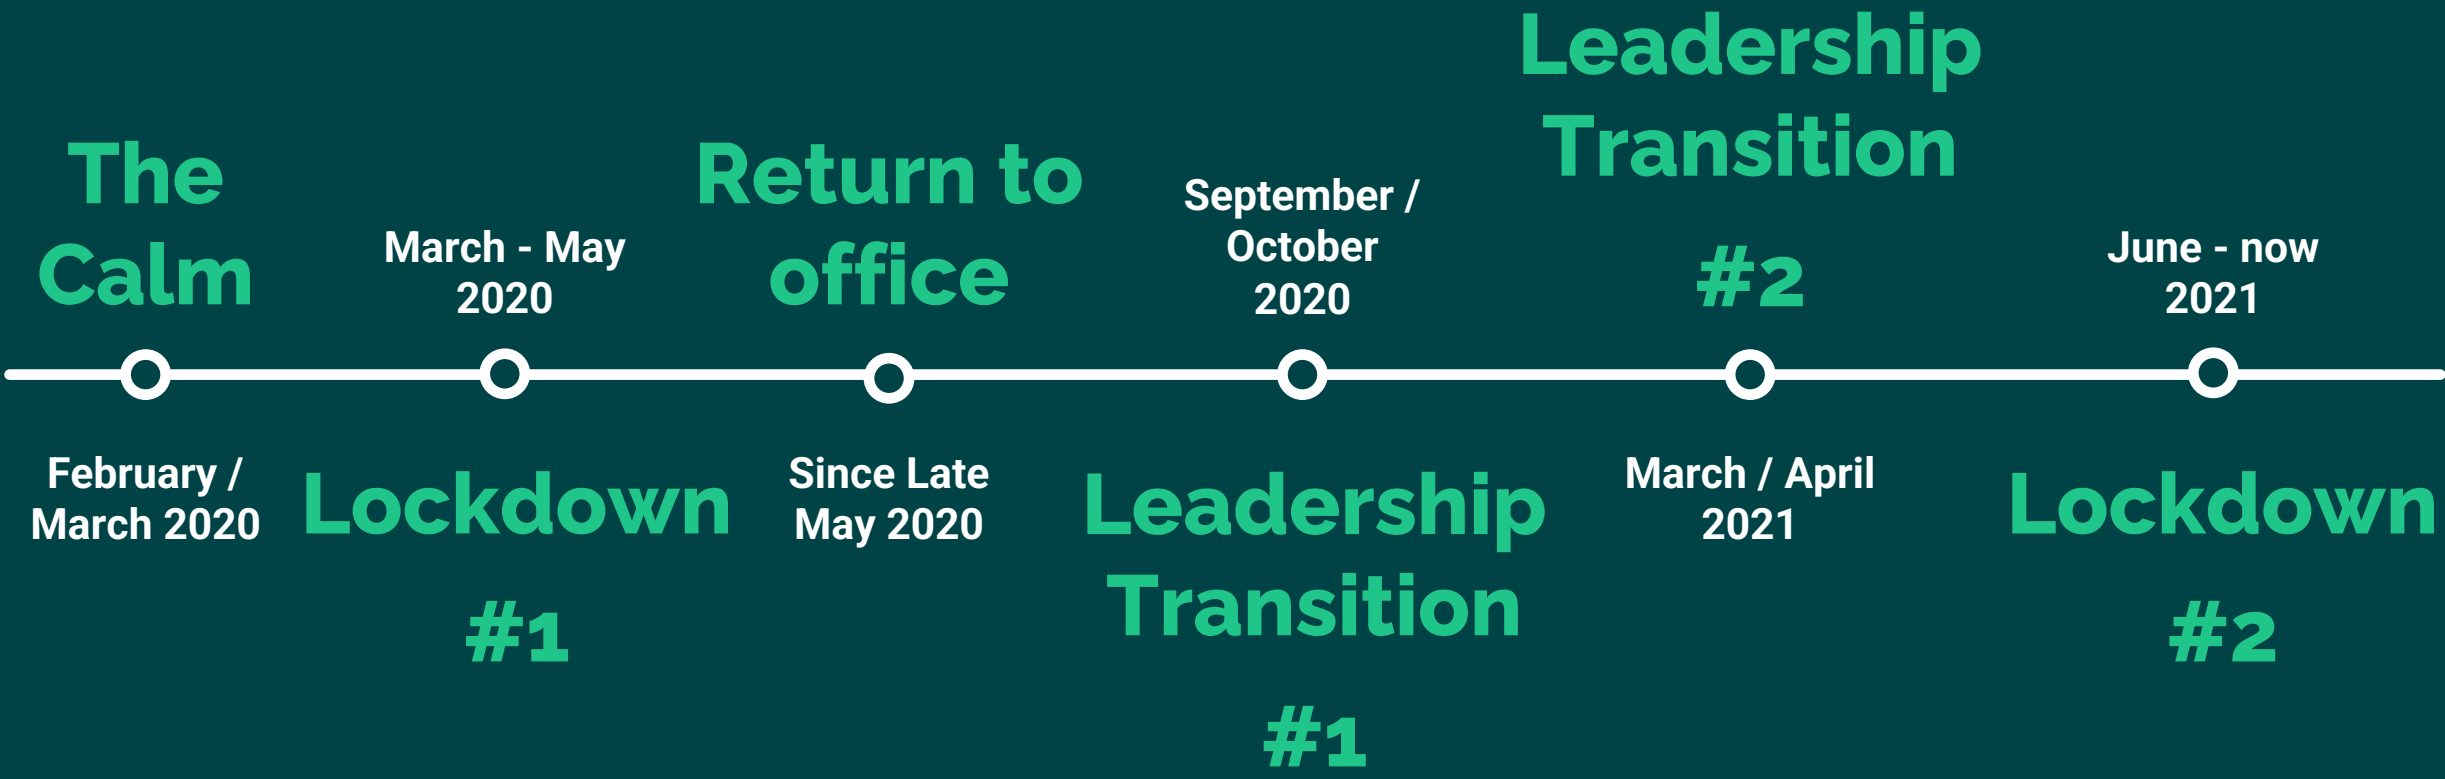 The
Calm
February /
March 2020
March - May
2020
Lockdown
#1
Return to
office
Since Late
May 2020
September /
October
2020
Leadership
Transition
#1
Leadership
Transition
#2
March / April
2021
June - now
2021
Lockdown
#2